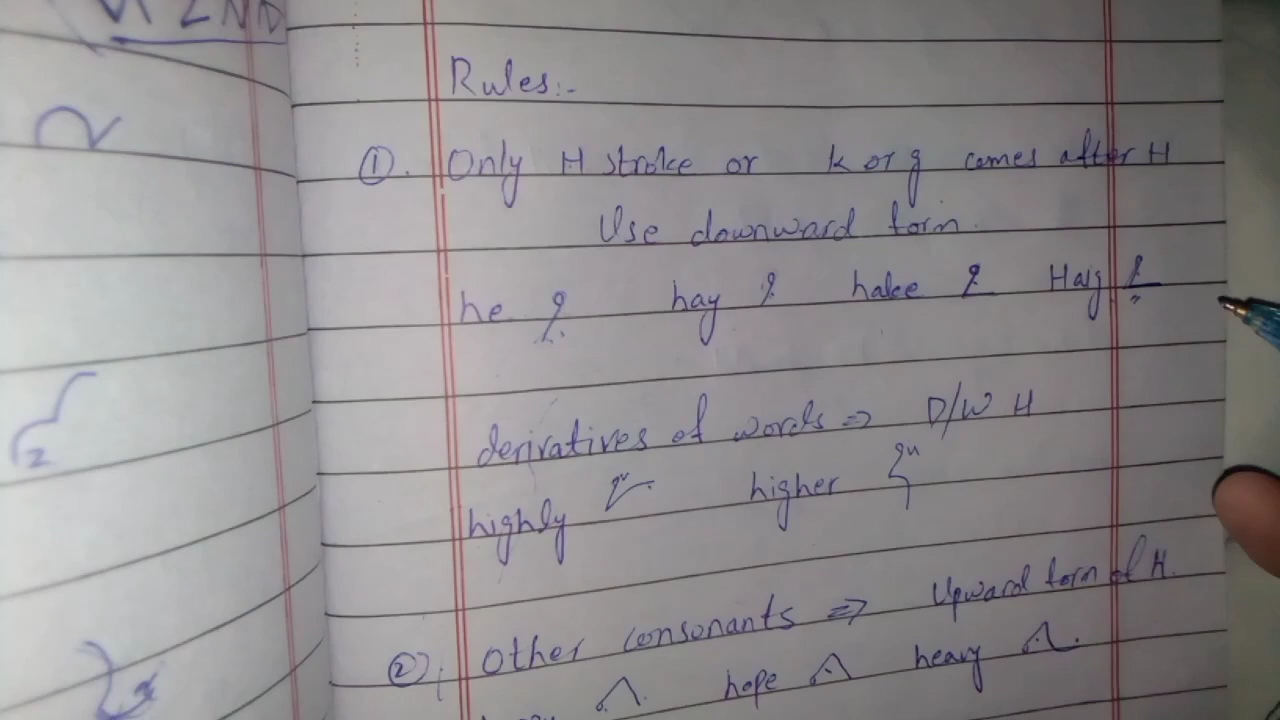 Rules:-
①. Only H stroke or k or g comes after H
Use downward form.
he hay hake Haig
derivatives of words ⇒ D/W H
highly higher
②. Other consonants ⇒ Upward form of H.
hope heavy